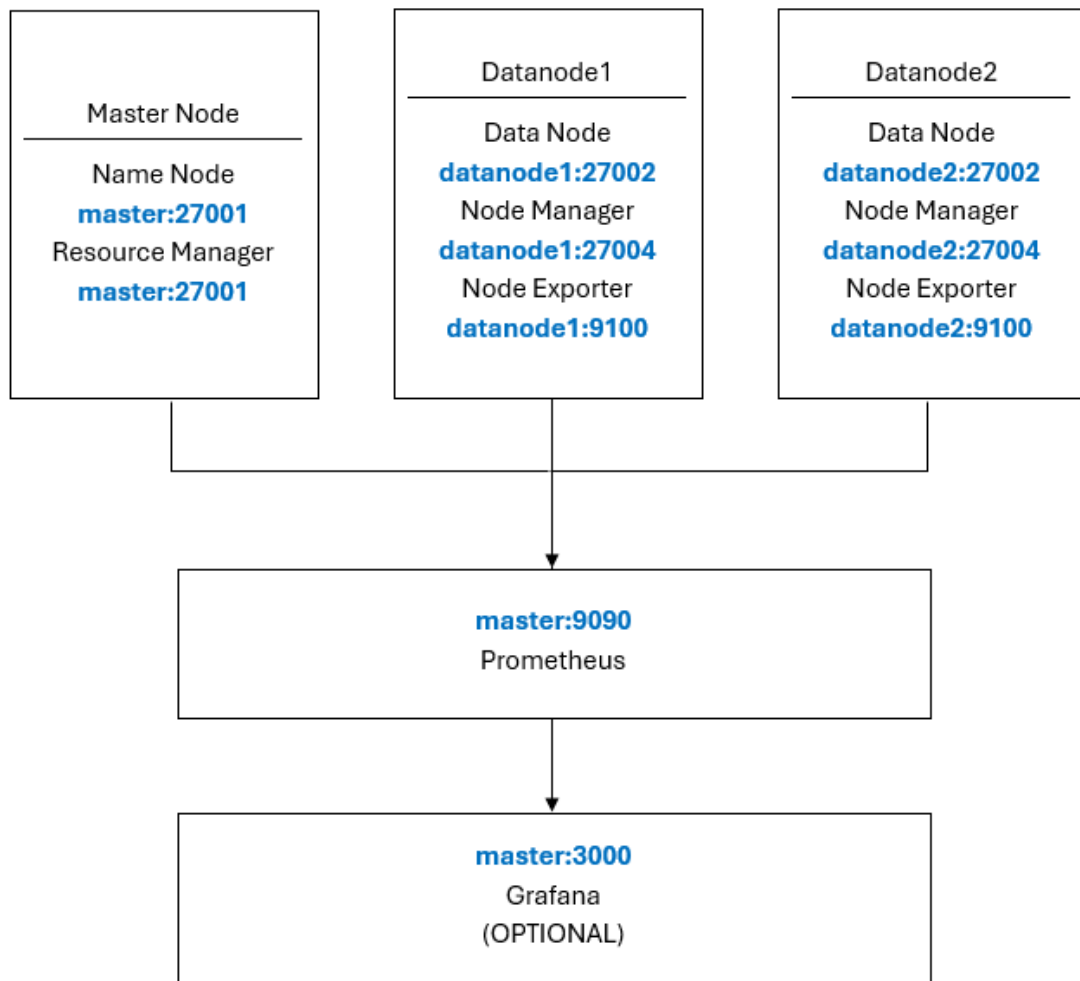 Master Node
Name Node
master:27001
Resource Manager
master:27001
Datanode1
Data Node
datanode1:27002
Node Manager
datanode1:27004
Node Exporter
datanode1:9100
Datanode2
Data Node
datanode2:27002
Node Manager
datanode2:27004
Node Exporter
datanode2:9100
master:9090
Prometheus
master:3000
Grafana
(OPTIONAL)